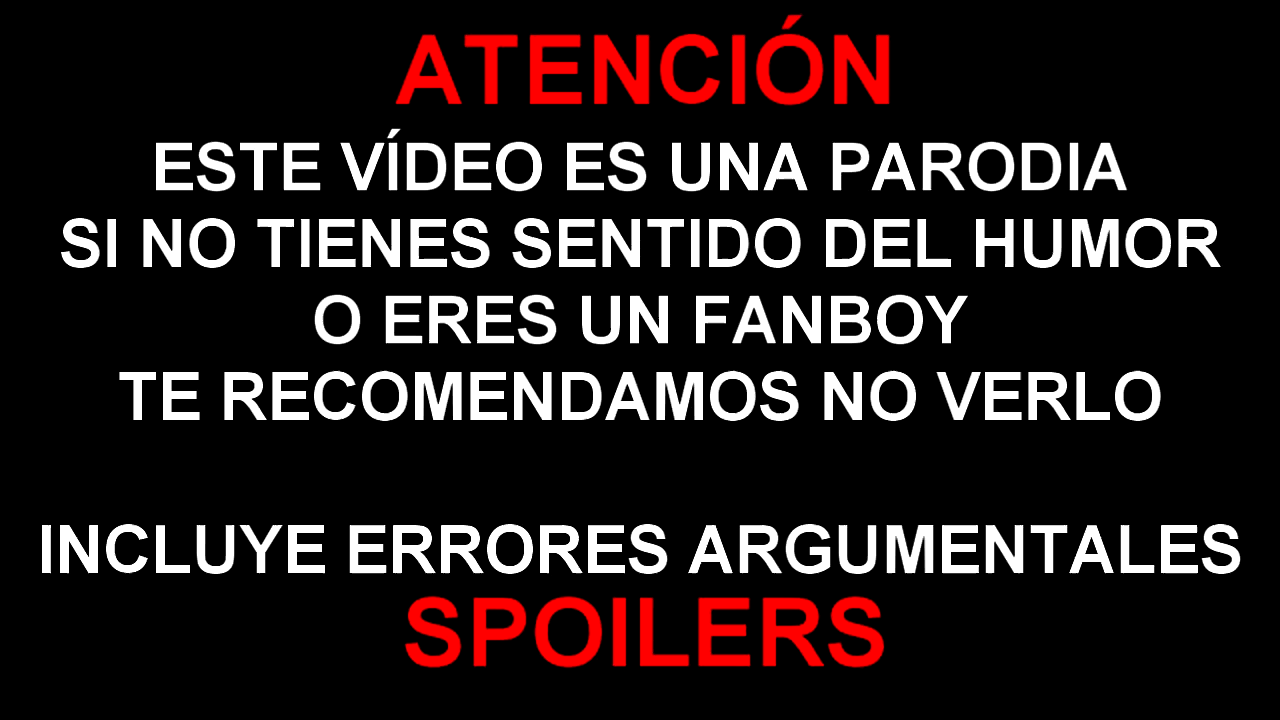 ATENCIÓN
ESTE VÍDEO ES UNA PARODIA
SI NO TIENES SENTIDO DEL HUMOR
O ERES UN FANBOY
TE RECOMENDAMOS NO VERLO
INCLUYE ERRORES ARGUMENTALES
SPOILERS